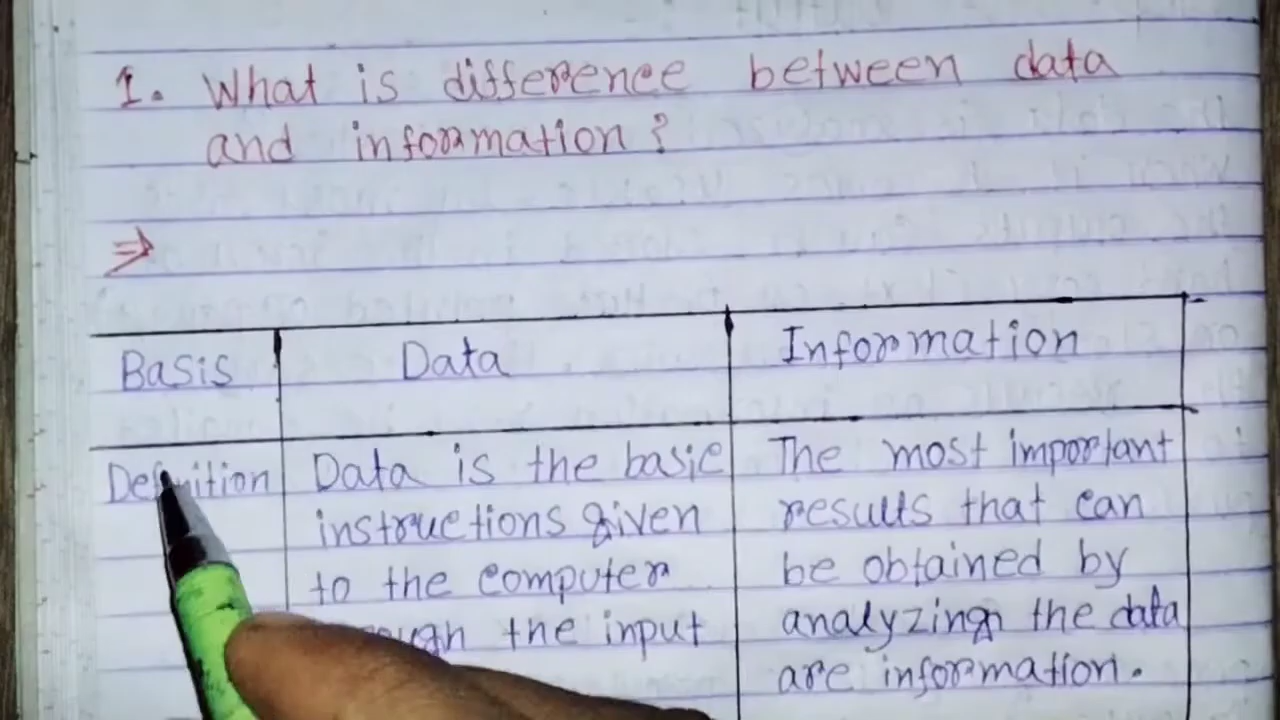 1. What is difference between data
and information?
⇒
Basis Data Information
Definition Data is the basic The most important
instructions given results that can
to the computer be obtained by
the input analyzing the data
are information.